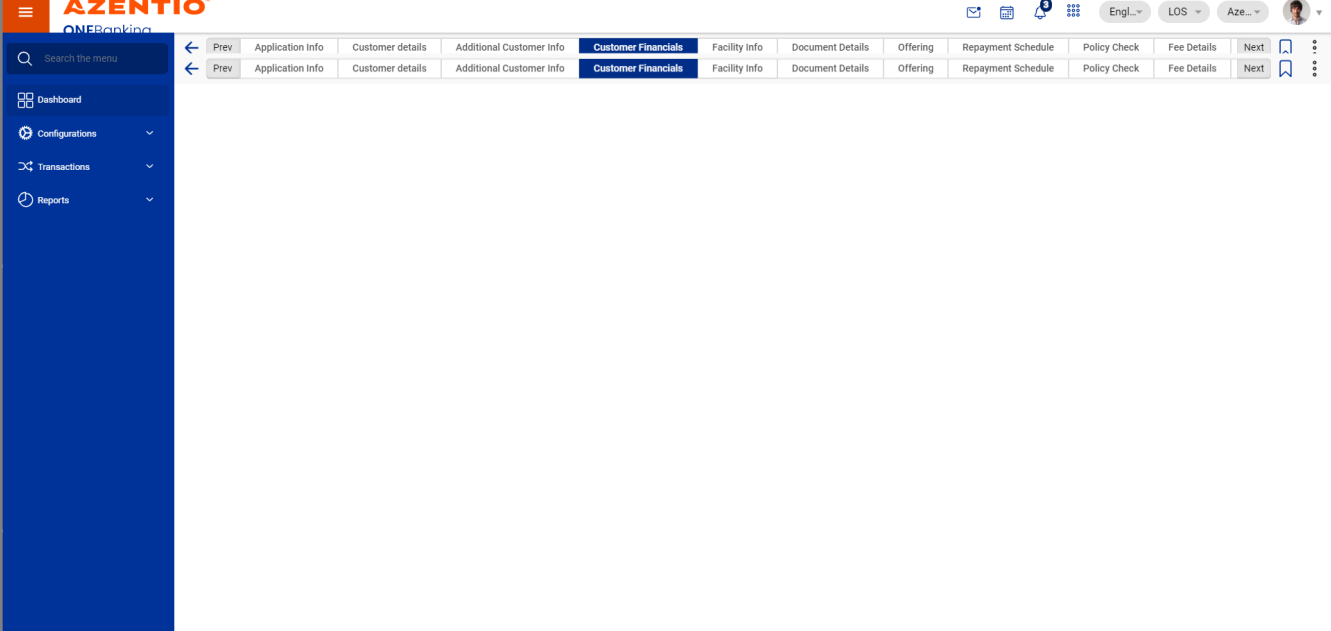 AZENTIO
ONEBanking
3
Engl...
LOS
Aze...
Search the menu
Dashboard
Configurations
Transactions
Reports
Prev Application Info Customer details Additional Customer Info Customer Financials Facility Info Document Details Offering Repayment Schedule Policy Check Fee Details Next
Prev Application Info Customer details Additional Customer Info Customer Financials Facility Info Document Details Offering Repayment Schedule Policy Check Fee Details Next